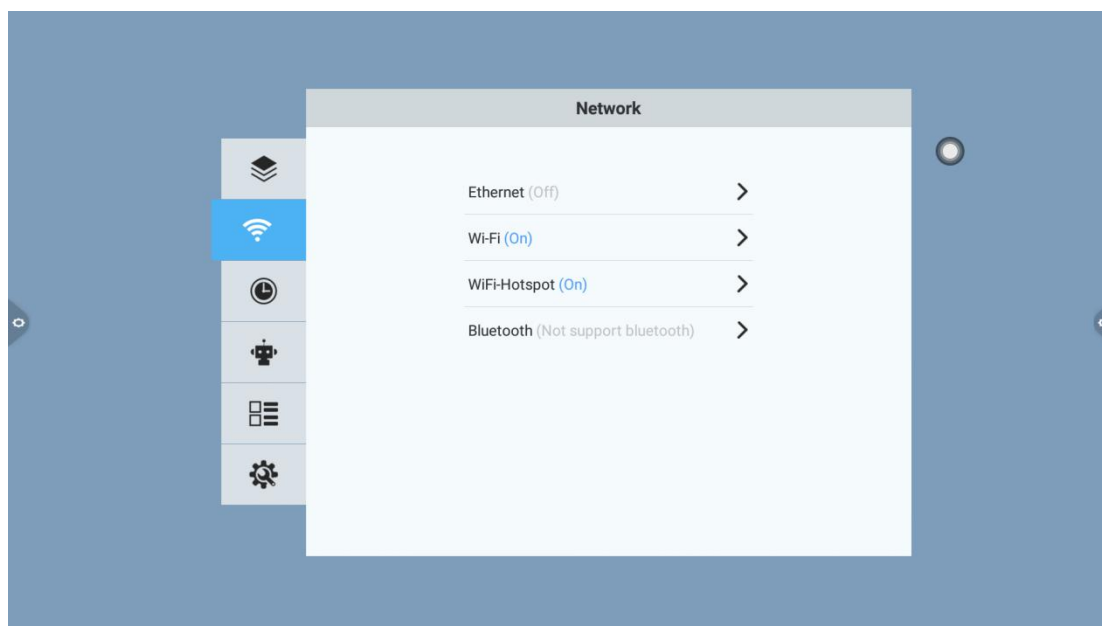 Network
Ethernet (Off)
Wi-Fi (On)
WiFi-Hotspot (On)
Bluetooth (Not support bluetooth)